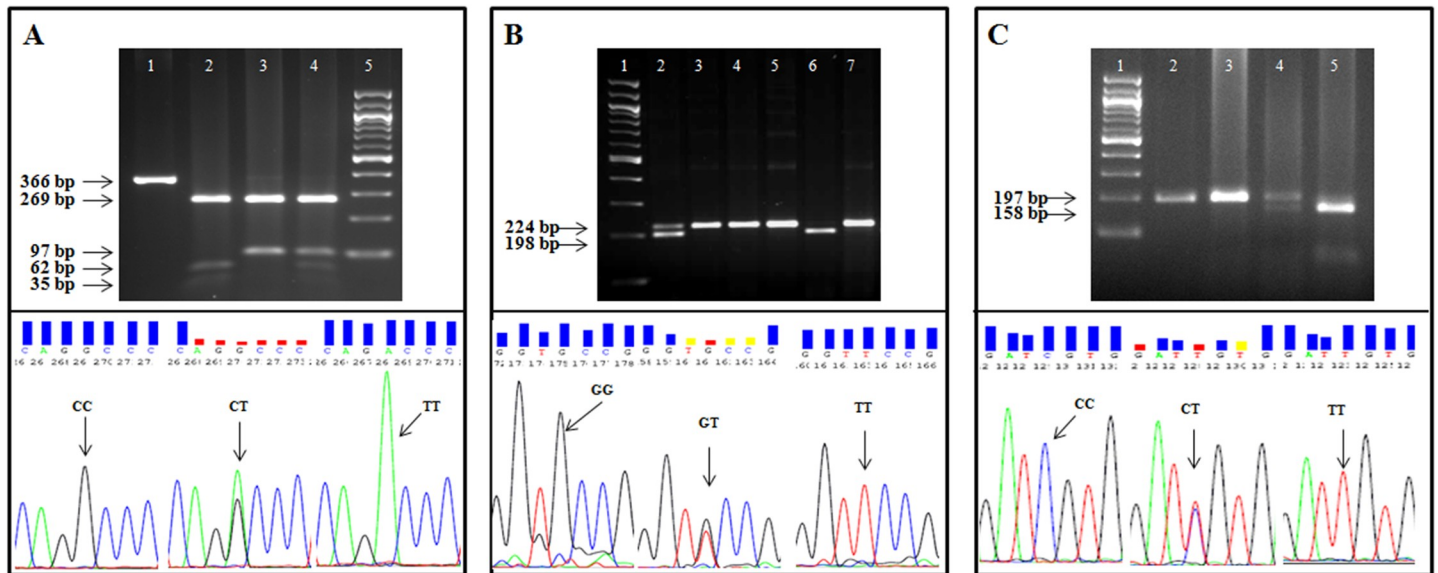 A
1 2 3 4 5
366 bp
269 bp
97 bp
62 bp
35 bp
C A G G C C C
C A G G C C C
C A G A C C C
CC
CT
TT
B
1 2 3 4 5 6 7
224 bp
198 bp
G G T G C C G
G G T G C C G
G G T T C C G
GG
GT
TT
C
1 2 3 4 5
197 bp
158 bp
G A T C G T G
G A T T G T G
G A T T G T G
CC
CT
TT